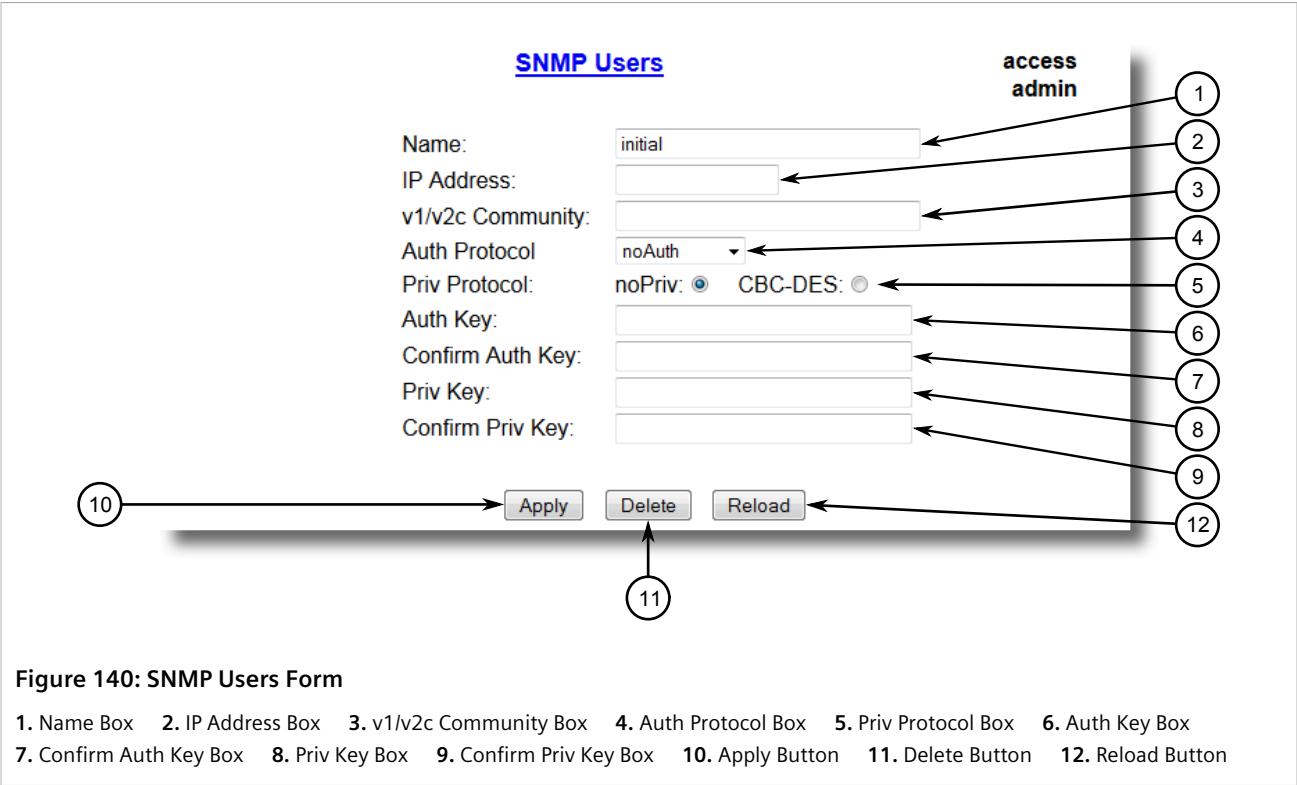 SNMP Users
access
admin
1
Name: initial
2
IP Address:
3
v1/v2c Community:
4
Auth Protocol noAuth
5
Priv Protocol: noPriv: CBC-DES:
6
Auth Key:
7
Confirm Auth Key:
8
Priv Key:
9
Confirm Priv Key:
10
Apply Delete Reload
12
11
Figure 140: SNMP Users Form
1. Name Box 2. IP Address Box 3. v1/v2c Community Box 4. Auth Protocol Box 5. Priv Protocol Box 6. Auth Key Box
7. Confirm Auth Key Box 8. Priv Key Box 9. Confirm Priv Key Box 10. Apply Button 11. Delete Button 12. Reload Button